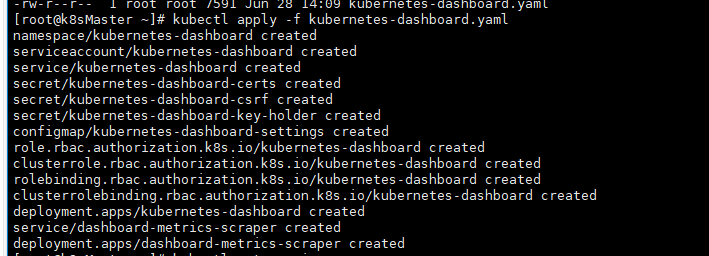 -rw-r--r-- 1 root root 7591 Jun 28 14:09 kubernetes-dashboard.yaml
[root@k8sMaster ~]# kubectl apply -f kubernetes-dashboard.yaml
namespace/kubernetes-dashboard created
serviceaccount/kubernetes-dashboard created
service/kubernetes-dashboard created
secret/kubernetes-dashboard-certs created
secret/kubernetes-dashboard-csrf created
secret/kubernetes-dashboard-key-holder created
configmap/kubernetes-dashboard-settings created
role.rbac.authorization.k8s.io/kubernetes-dashboard created
clusterrole.rbac.authorization.k8s.io/kubernetes-dashboard created
rolebinding.rbac.authorization.k8s.io/kubernetes-dashboard created
clusterrolebinding.rbac.authorization.k8s.io/kubernetes-dashboard created
deployment.apps/kubernetes-dashboard created
service/dashboard-metrics-scraper created
deployment.apps/dashboard-metrics-scraper created